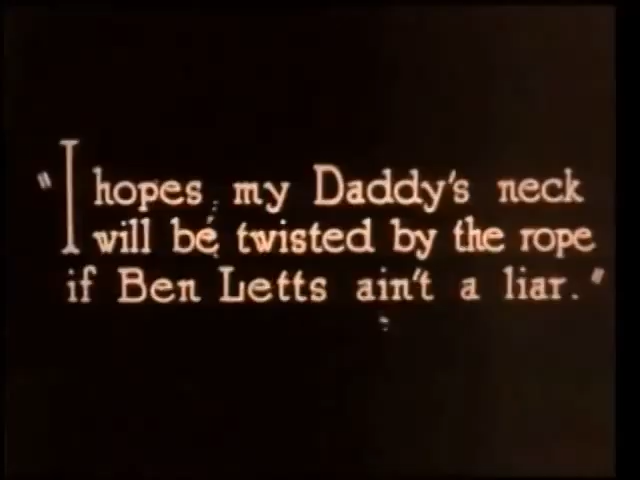 "I hopes my Daddy's neck
will be twisted by the rope
if Ben Letts ain't a liar."